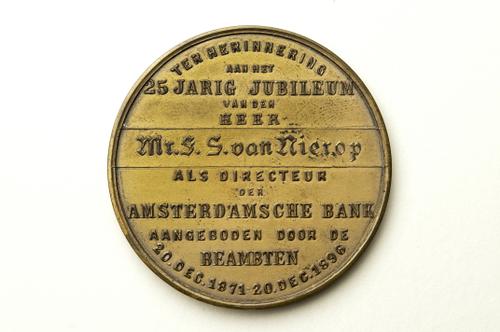 TER HERINNERING
AAN HET
25 JARIG JUBILEUM
VAN DEN
HEER
Mr. F. S. van Nierop
ALS DIRECTEUR
DER
AMSTERDAMSCHE BANK
AANGEBODEN DOOR DE
BEAMBTEN
20. DEC. 1871 - 20. DEC. 1896